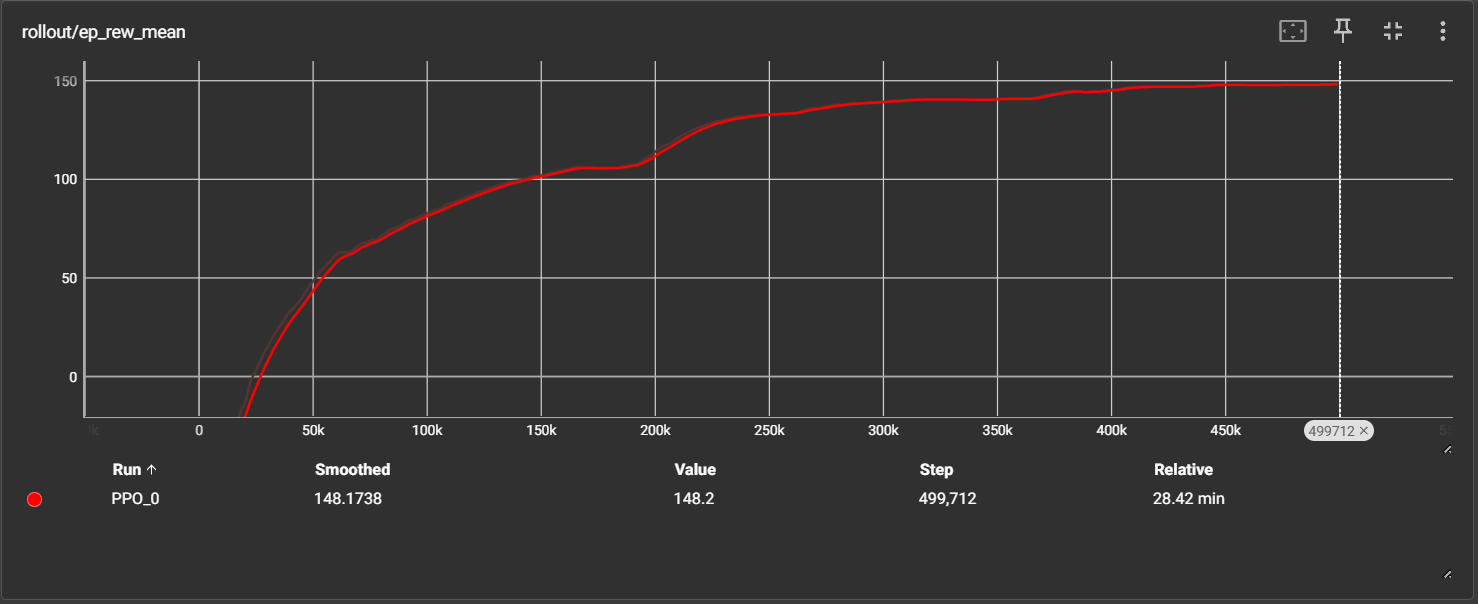 rollout/ep_rew_mean
150
100
50
0
0 50k 100k 150k 200k 250k 300k 350k 400k 450k 499712 ×
Run ↑ Smoothed Value Step Relative
PPO_0 148.1738 148.2 499,712 28.42 min